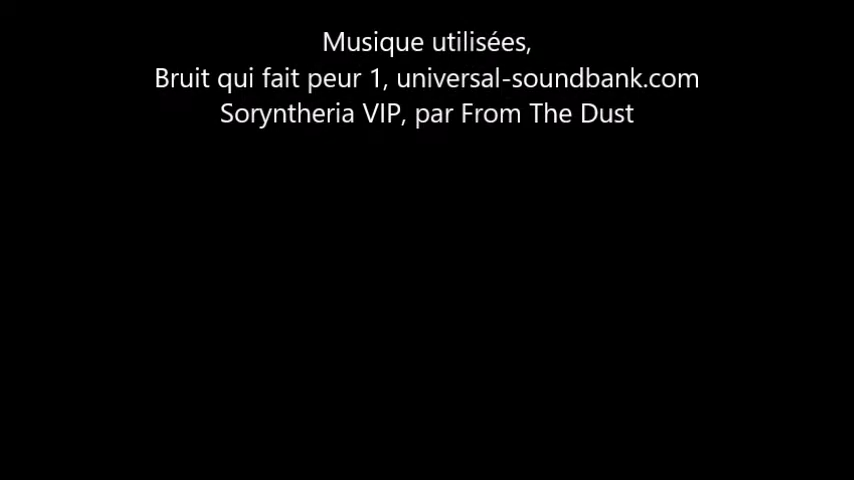 Musique utilisées,
Bruit qui fait peur 1, universal-soundbank.com
Soryntheria VIP, par From The Dust